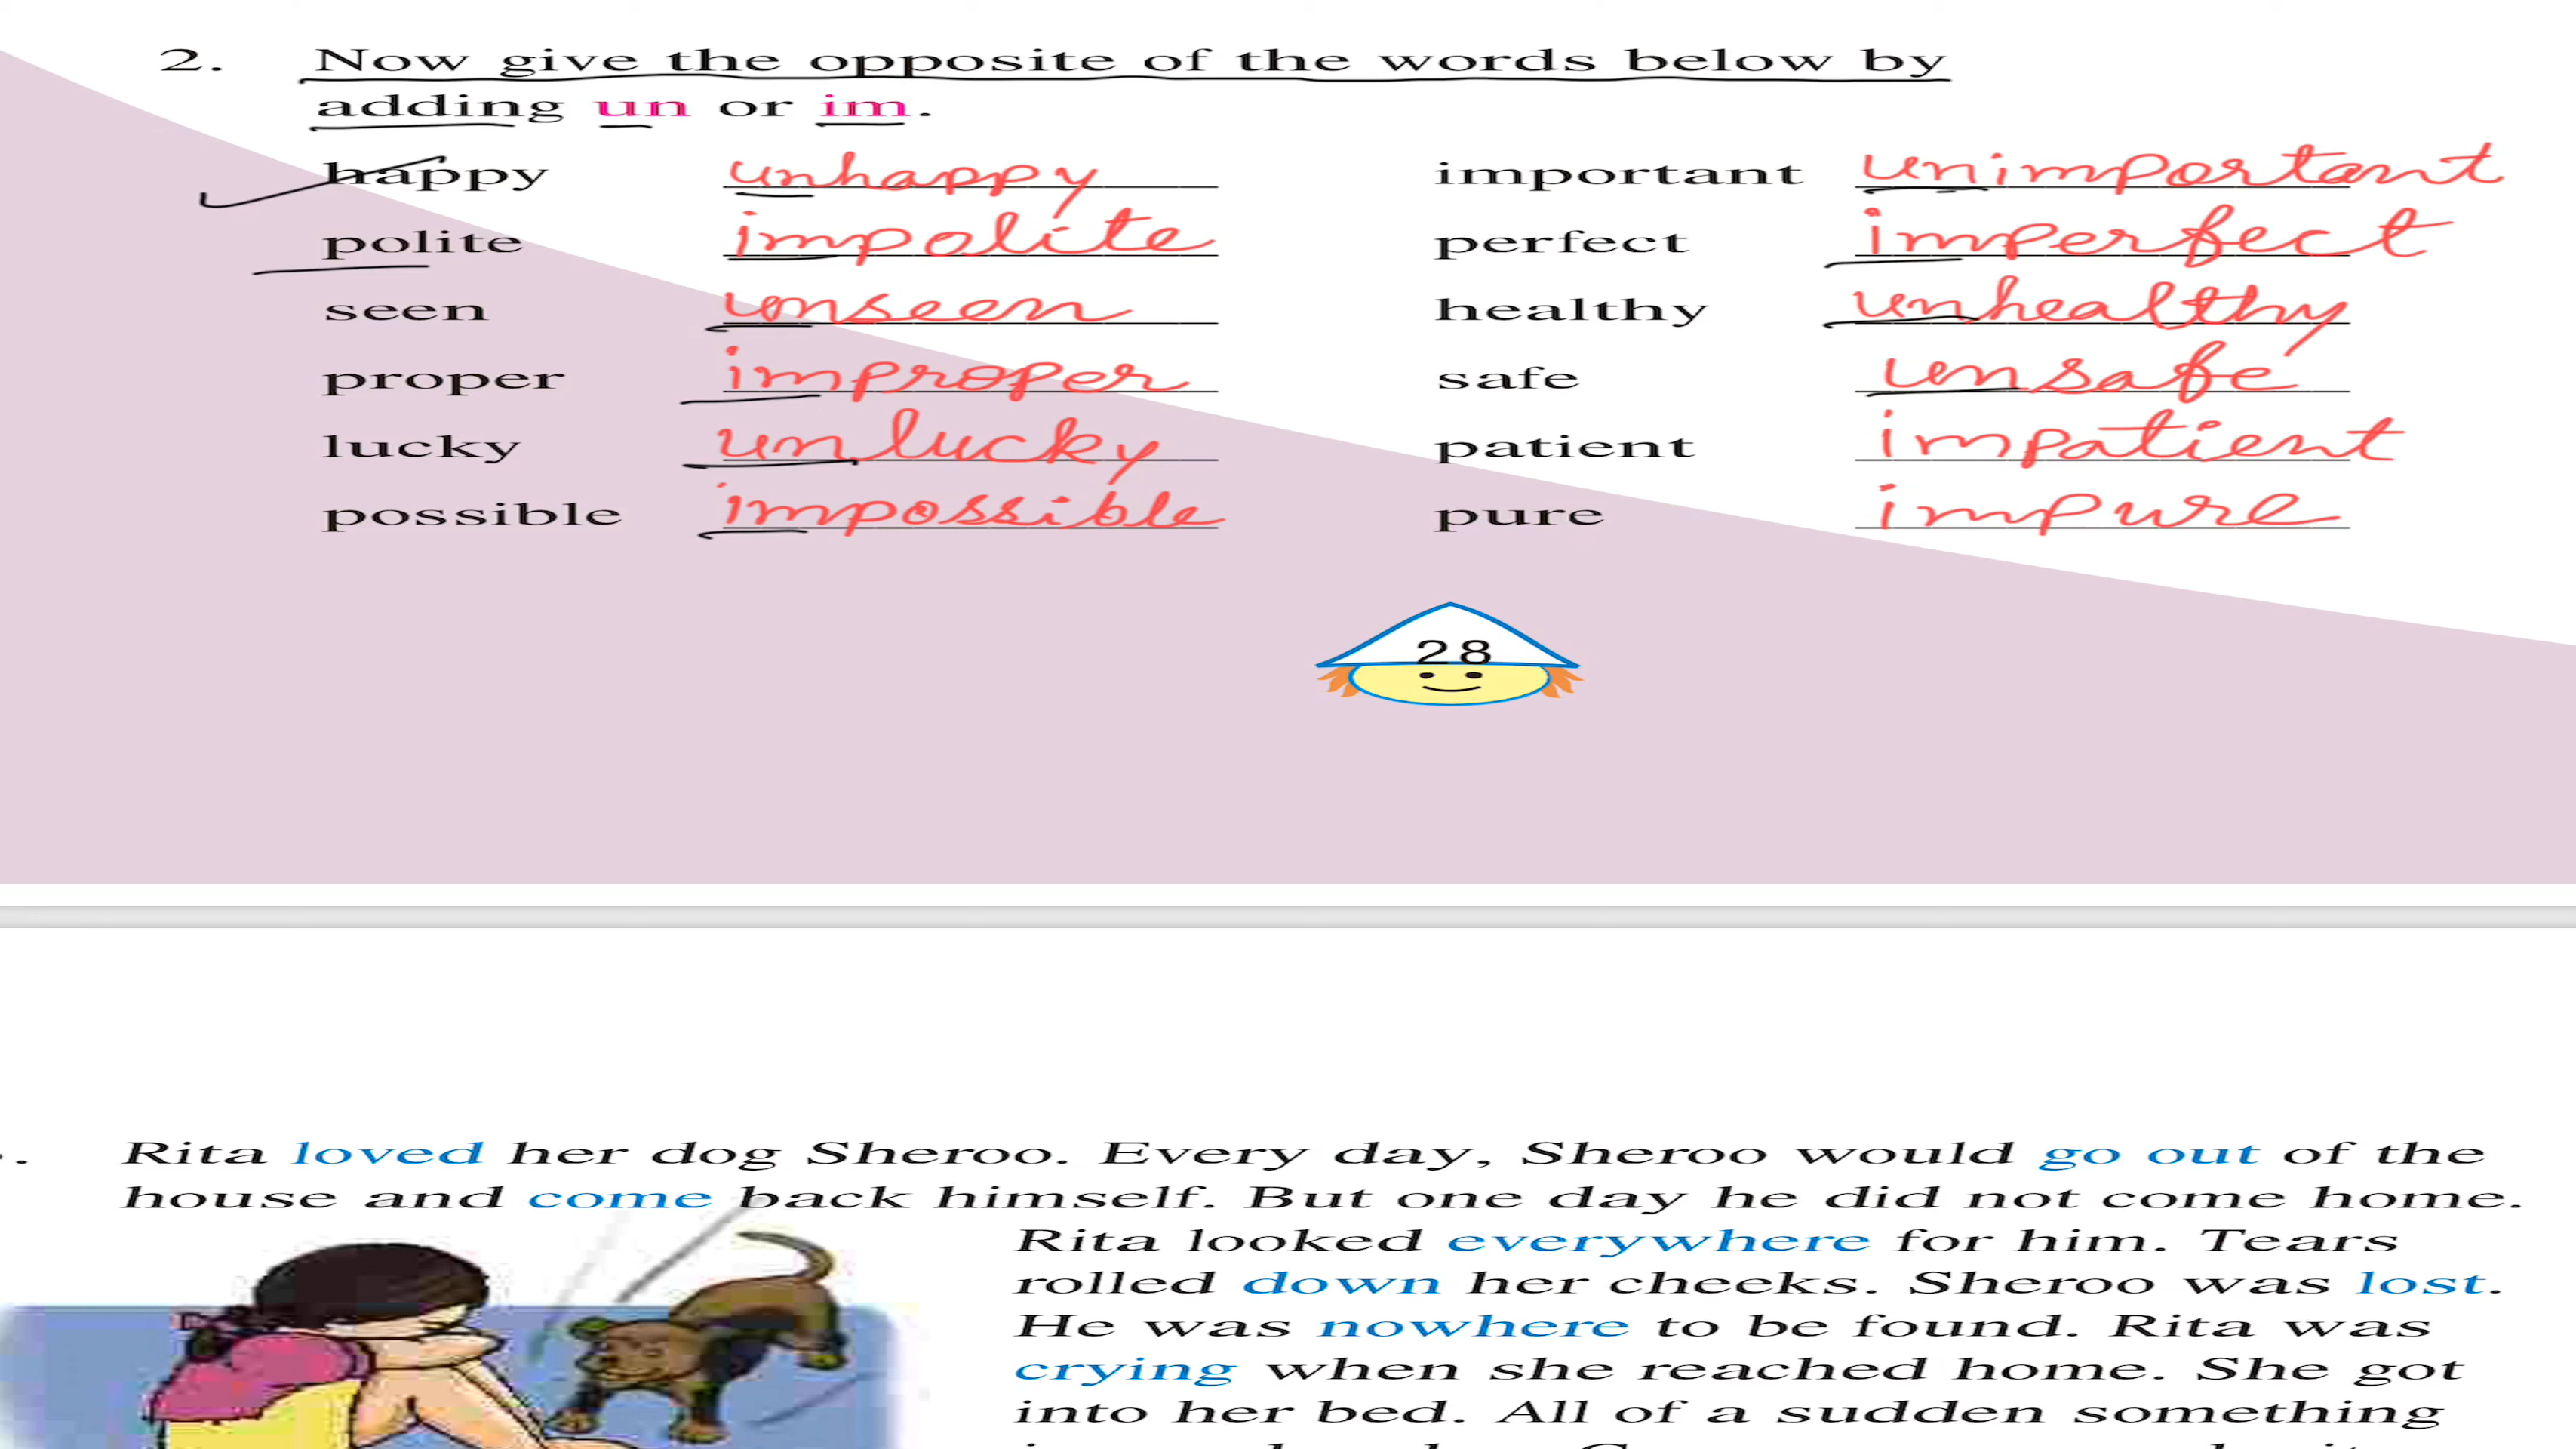 2. Now give the opposite of the words below by
adding un or im.
happy unhappy important unimportant
polite impolite perfect imperfect
seen unseen healthy unhealthy
proper improper safe unsafe
lucky unlucky patient impatient
possible impossible pure impure
28
Rita loved her dog Sheroo. Every day, Sheroo would go out of the
house and come back himself. But one day he did not come home.
Rita looked everywhere for him. Tears
rolled down her cheeks. Sheroo was lost.
He was nowhere to be found. Rita was
crying when she reached home. She got
into her bed. All of a sudden something